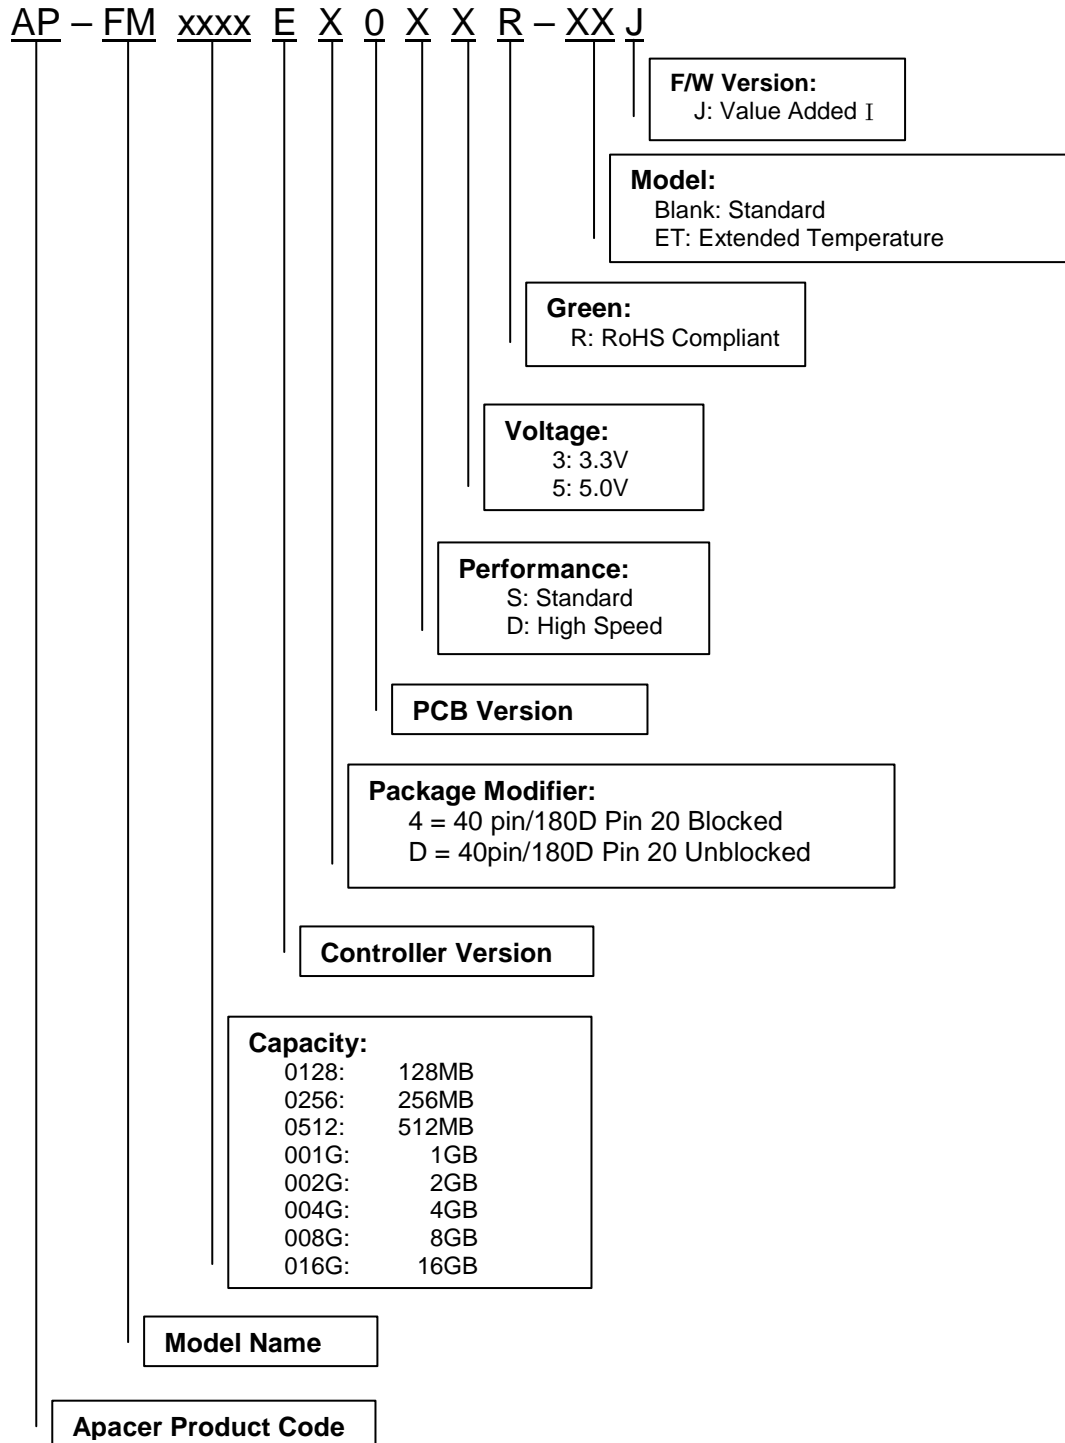 AP – FM xxxx E X 0 X X R – XX J
F/W Version:
J: Value Added I
Model:
Blank: Standard
ET: Extended Temperature
Green:
R: RoHS Compliant
Voltage:
3: 3.3V
5: 5.0V
Performance:
S: Standard
D: High Speed
PCB Version
Package Modifier:
4 = 40 pin/180D Pin 20 Blocked
D = 40pin/180D Pin 20 Unblocked
Controller Version
Capacity:
0128: 128MB
0256: 256MB
0512: 512MB
001G: 1GB
002G: 2GB
004G: 4GB
008G: 8GB
016G: 16GB
Model Name
Apacer Product Code